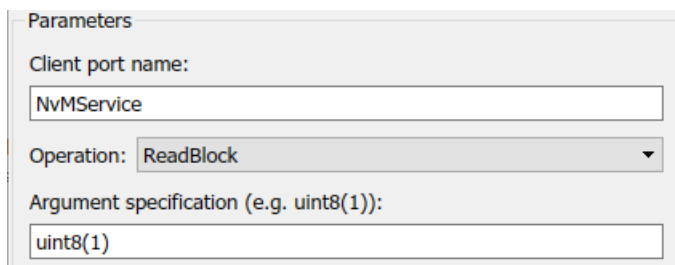 Parameters
Client port name:
NvMService
Operation: ReadBlock
Argument specification (e.g. uint8(1)):
uint8(1)